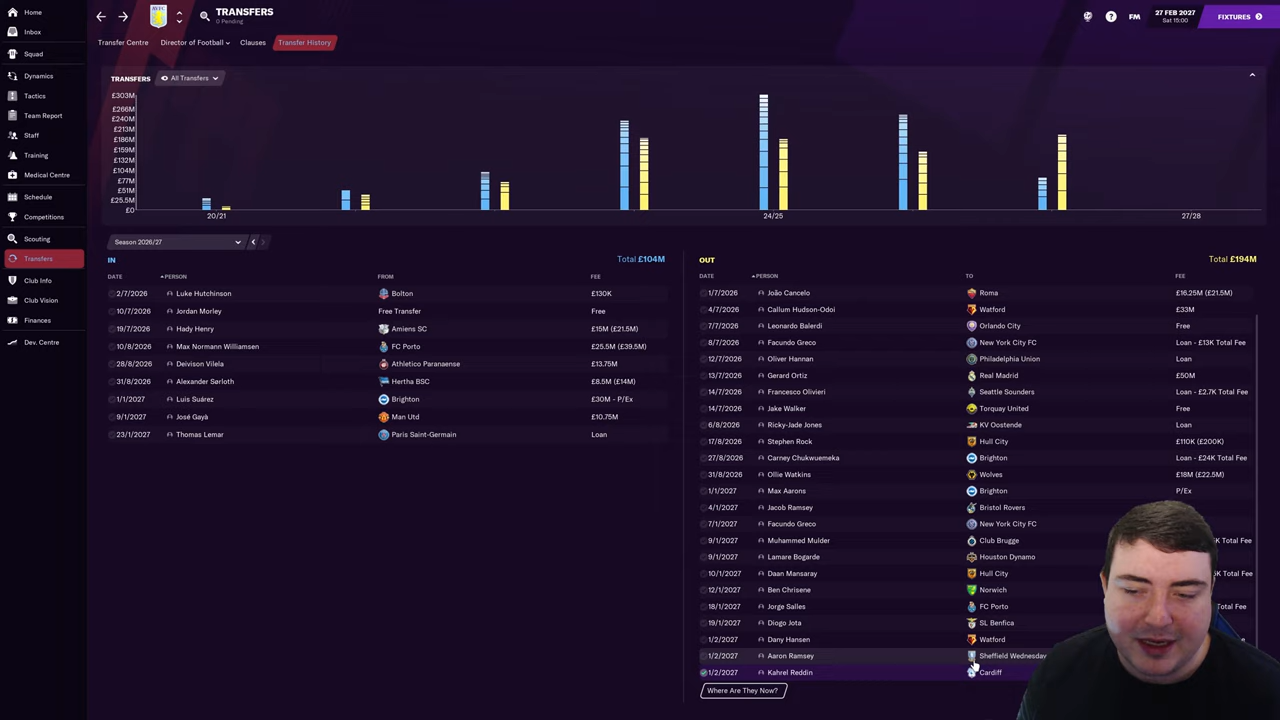 Home
Inbox
Squad
Dynamics
Tactics
Team Report
Staff
Training
Medical Centre
Schedule
Competitions
Scouting
Transfers
Club Info
Club Vision
Finances
Dev. Centre
TRANSFERS
0 Pending
FM
27 FEB 2027
Sat 15:00
FIXTURES
Transfer Centre Director of Football Clauses Transfer History
TRANSFERS All Transfers
£303M
£266M
£240M
£213M
£186M
£159M
£132M
£104M
£77M
£51M
£25.5M
£0
20/21 24/25 27/28
Season 2026/27
IN Total £104M
DATE PERSON FROM FEE
2/7/2026 Luke Hutchinson Bolton £130K
10/7/2026 Jordan Morley Free Transfer Free
19/7/2026 Hady Henry Amiens SC £15M (£21.5M)
10/8/2026 Max Normann Williamsen FC Porto £25.5M (£39.5M)
28/8/2026 Deivison Vilela Athletico Paranaense £13.75M
31/8/2026 Alexander Sørloth Hertha BSC £8.5M (£14M)
1/1/2027 Luis Suárez Brighton £30M - P/Ex
9/1/2027 José Gayà Man Utd £10.75M
23/1/2027 Thomas Lemar Paris Saint-Germain Loan
OUT Total £194M
DATE PERSON TO FEE
1/7/2026 João Cancelo Roma £16.25M (£21.5M)
4/7/2026 Callum Hudson-Odoi Watford £33M
7/7/2026 Leonardo Balerdi Orlando City Free
8/7/2026 Facundo Greco New York City FC Loan - £13K Total Fee
12/7/2026 Oliver Hannan Philadelphia Union Loan
13/7/2026 Gerard Ortiz Real Madrid £50M
14/7/2026 Francesco Olivieri Seattle Sounders Loan - £2.7K Total Fee
14/7/2026 Jake Walker Torquay United Free
6/8/2026 Ricky-Jade Jones KV Oostende Loan
17/8/2026 Stephen Rock Hull City £110K (£200K)
27/8/2026 Carney Chukwuemeka Brighton Loan - £24K Total Fee
31/8/2026 Ollie Watkins Wolves £18M (£22.5M)
1/1/2027 Max Aarons Brighton P/Ex
4/1/2027 Jacob Ramsey Bristol Rovers
7/1/2027 Facundo Greco New York City FC
9/1/2027 Muhammed Mulder Club Brugge K Total Fee
9/1/2027 Lamare Bogarde Houston Dynamo
10/1/2027 Daan Mansaray Hull City K Total Fee
12/1/2027 Ben Chrisene Norwich
18/1/2027 Jorge Salles FC Porto Total Fee
19/1/2027 Diogo Jota SL Benfica
1/2/2027 Dany Hansen Watford
1/2/2027 Aaron Ramsey Sheffield Wednesday
1/2/2027 Kahrel Reddin Cardiff
Where Are They Now?